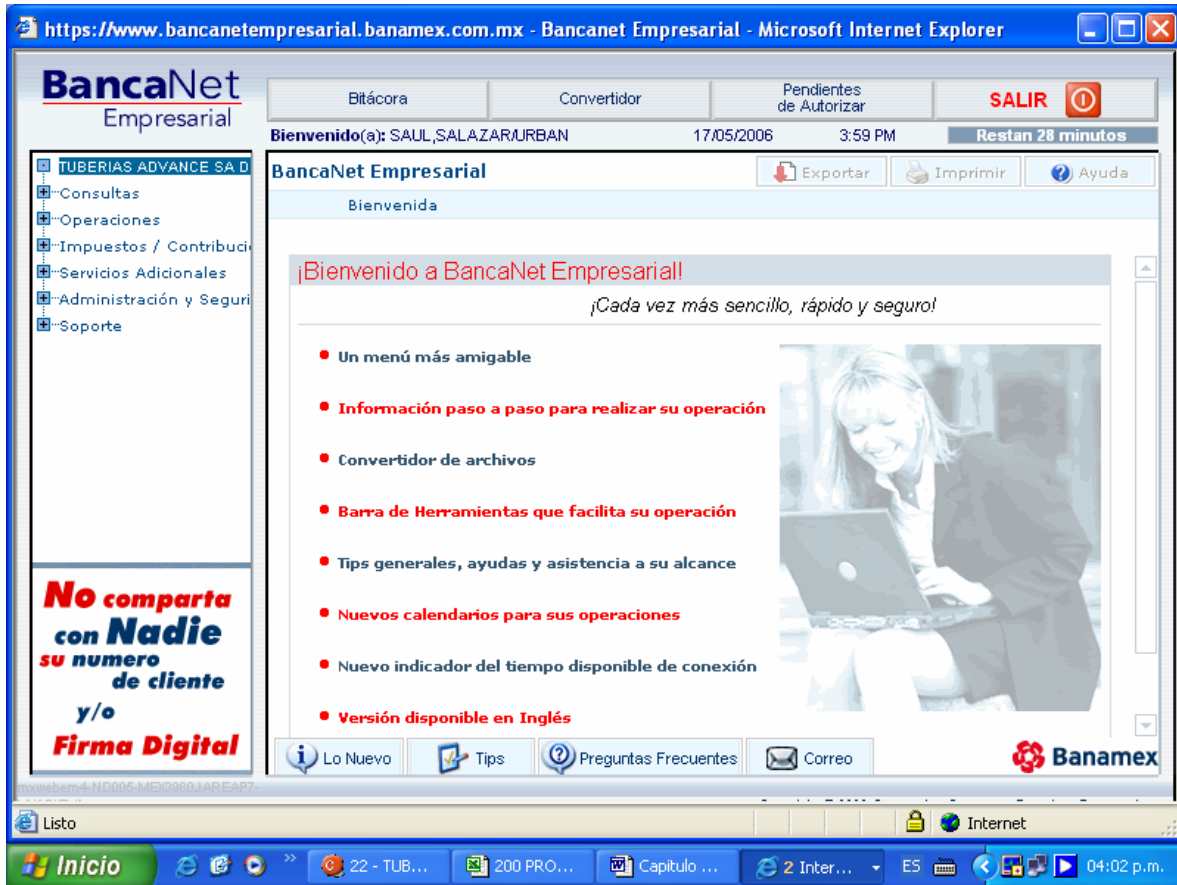 https://www.bancanetempresarial.banamex.com.mx - Bancanet Empresarial - Microsoft Internet Explorer
BancaNet
Empresarial
Bitácora
Convertidor
Pendientes
de Autorizar
SALIR
Bienvenido(a): SAUL,SALAZAR/URBAN 17/05/2006 3:59 PM Restan 28 minutos
TUBERIAS ADVANCE SA D
Consultas
Operaciones
Impuestos / Contribuci
Servicios Adicionales
Administración y Seguri
Soporte
BancaNet Empresarial
Exportar
Imprimir
Ayuda
Bienvenida
¡Bienvenido a BancaNet Empresarial!
¡Cada vez más sencillo, rápido y seguro!
Un menú más amigable
Información paso a paso para realizar su operación
Convertidor de archivos
Barra de Herramientas que facilita su operación
Tips generales, ayudas y asistencia a su alcance
Nuevos calendarios para sus operaciones
Nuevo indicador del tiempo disponible de conexión
Versión disponible en Inglés
No comparta
con Nadie
su numero
de cliente
y/o
Firma Digital
Lo Nuevo
Tips
Preguntas Frecuentes
Correo
Banamex
Listo
Internet
Inicio
22 - TUB...
200 PRO...
Capitulo ...
2 Inter...
ES
04:02 p.m.